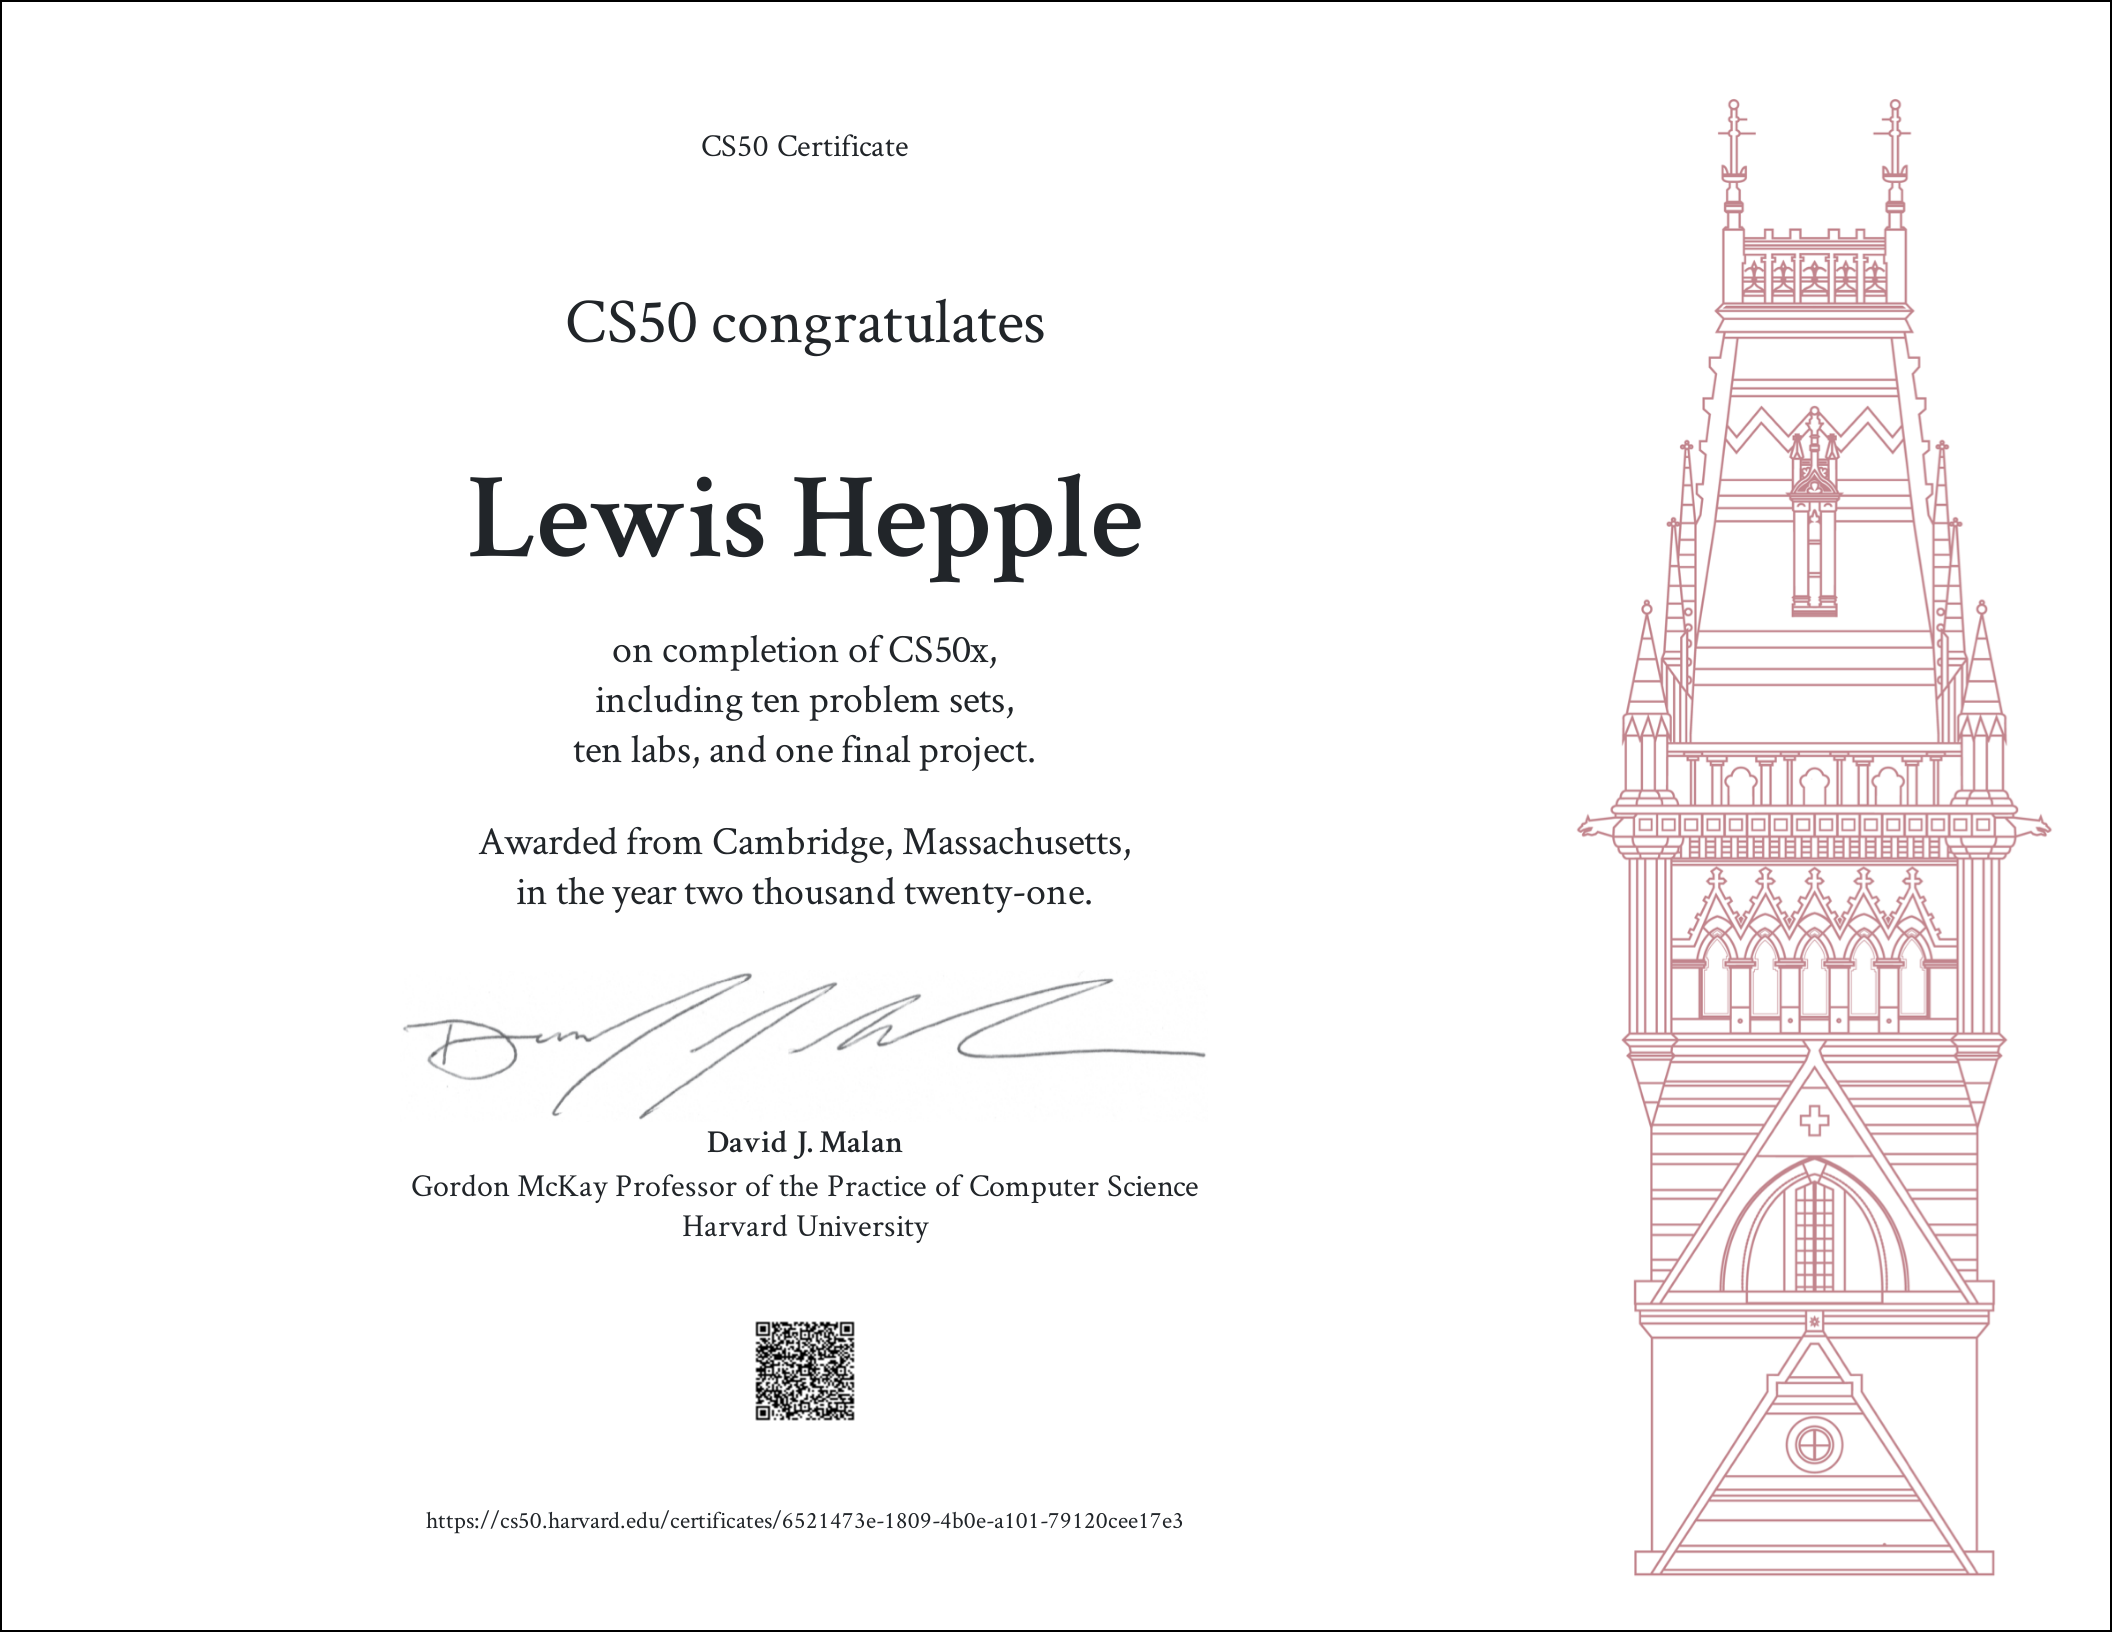 CS50 Certificate
CS50 congratulates
Lewis Hepple
on completion of CS50x,
including ten problem sets,
ten labs, and one final project.
Awarded from Cambridge, Massachusetts,
in the year two thousand twenty-one.
David J. Malan
Gordon McKay Professor of the Practice of Computer Science
Harvard University
https://cs50.harvard.edu/certificates/6521473e-1809-4b0e-a101-79120cee17e3